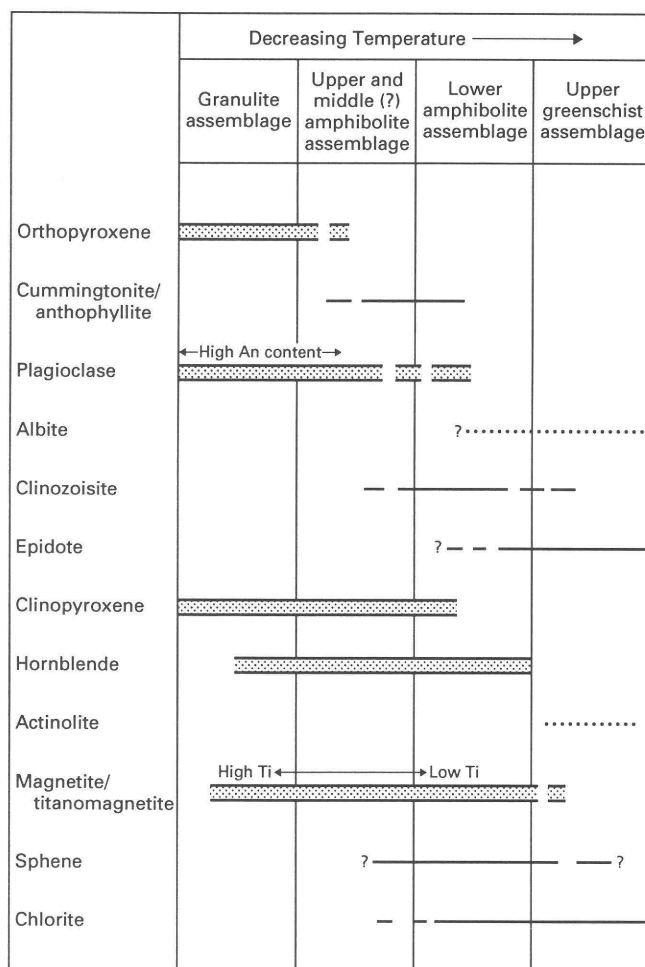 Decreasing Temperature
Granulite
assemblage
Upper and
middle (?)
amphibolite
assemblage
Lower
amphibolite
assemblage
Upper
greenschist
assemblage
Orthopyroxene
Cummingtonite/
anthophyllite
High An content
Plagioclase
Albite
?
Clinozoisite
Epidote
?
Clinopyroxene
Hornblende
Actinolite
High Ti
Low Ti
Magnetite/
titanomagnetite
Sphene
?
?
Chlorite